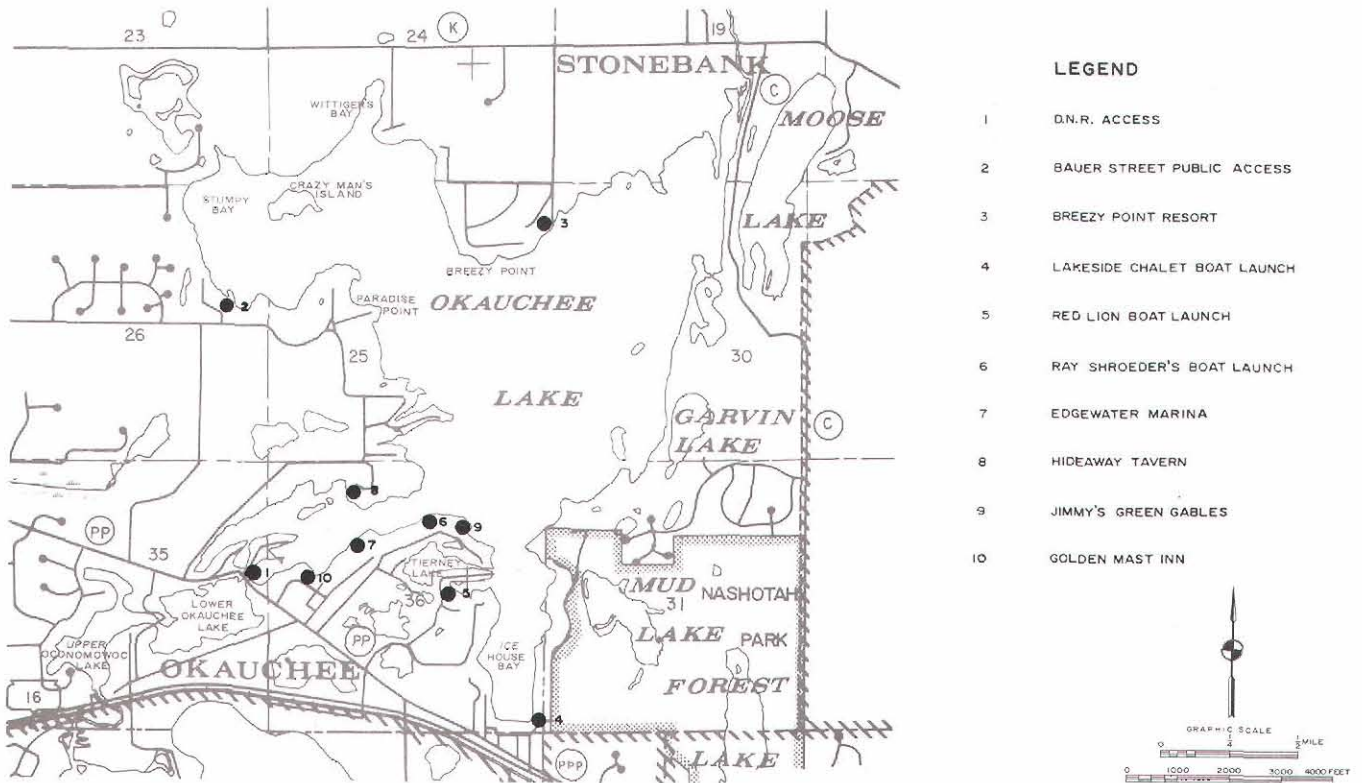 23
24
K
19
STONEBANK
C
MOOSE
LAKE
WITTIGER'S
BAY
CRAZY MAN'S
ISLAND
STUMPY
BAY
3
BREEZY POINT
OKAUCHEE
LAKE
PARADISE
POINT
2
26
25
30
GARVIN
LAKE
C
8
PP
35
6
9
7
1
10
TIERNEY
LAKE
36
5
LOWER
OKAUCHEE
LAKE
PP
UPPER
OCONOMOWOC
LAKE
OKAUCHEE
ICE
HOUSE
BAY
MUD
LAKE
31
NASHOTAH
PARK
FOREST
LAKE
16
4
PPP
LEGEND
1 D.N.R. ACCESS
2 BAUER STREET PUBLIC ACCESS
3 BREEZY POINT RESORT
4 LAKESIDE CHALET BOAT LAUNCH
5 RED LION BOAT LAUNCH
6 RAY SHROEDER'S BOAT LAUNCH
7 EDGEWATER MARINA
8 HIDEAWAY TAVERN
9 JIMMY'S GREEN GABLES
10 GOLDEN MAST INN
GRAPHIC SCALE
0 1/4 1/2 MILE
0 1000 2000 3000 4000 FEET